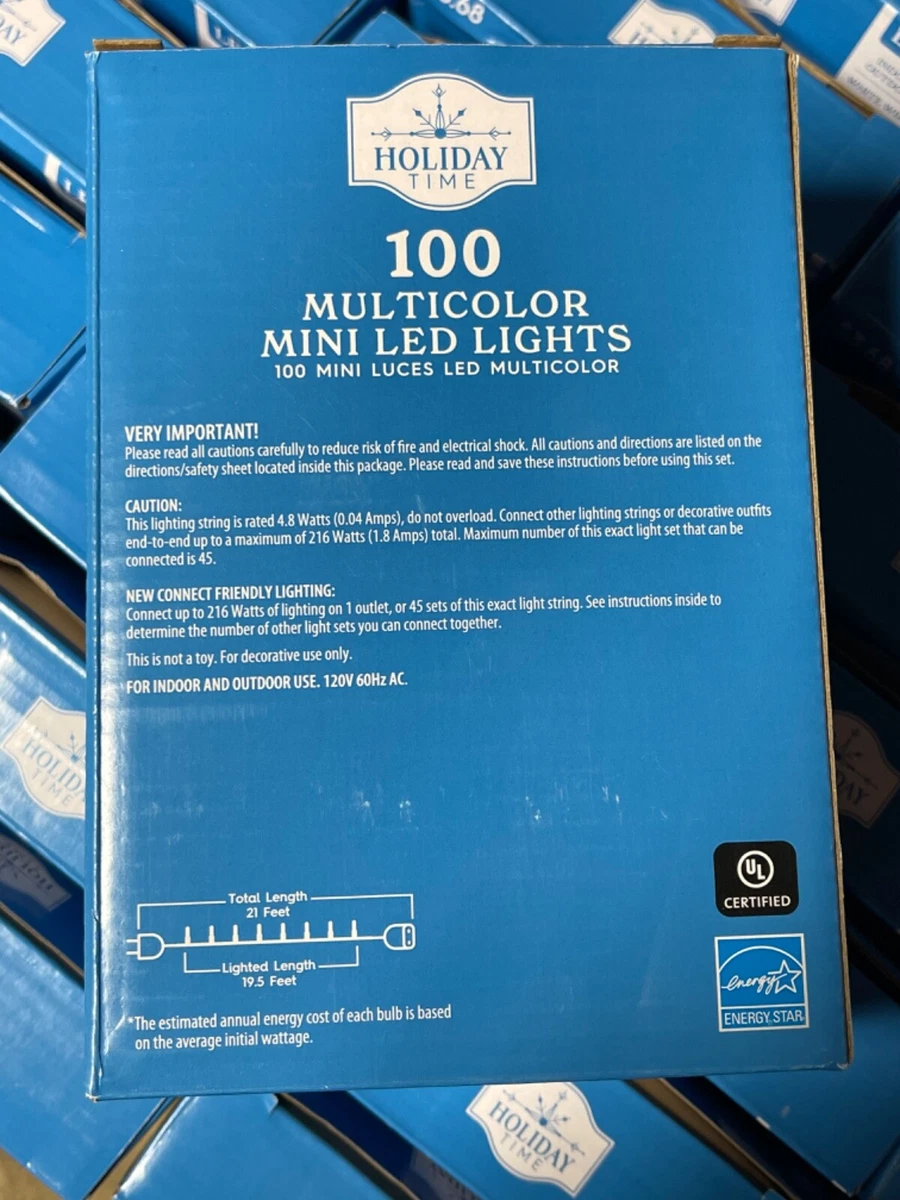 .68
HOLIDAY
TIME
100
MULTICOLOR
MINI LED LIGHTS
100 MINI LUCES LED MULTICOLOR
VERY IMPORTANT!
Please read all cautions carefully to reduce risk of fire and electrical shock. All cautions and directions are listed on the
directions/safety sheet located inside this package. Please read and save these instructions before using this set.
CAUTION:
This lighting string is rated 4.8 Watts (0.04 Amps), do not overload. Connect other lighting strings or decorative outfits
end-to-end up to a maximum of 216 Watts (1.8 Amps) total. Maximum number of this exact light set that can be
connected is 45.
NEW CONNECT FRIENDLY LIGHTING:
Connect up to 216 Watts of lighting on 1 outlet, or 45 sets of this exact light string. See instructions inside to
determine the number of other light sets you can connect together.
This is not a toy. For decorative use only.
FOR INDOOR AND OUTDOOR USE. 120V 60Hz AC.
HOLIDAY
TIME
UL
CERTIFIED
Total Length
21 Feet
Lighted Length
19.5 Feet
energy
ENERGY STAR
*The estimated annual energy cost of each bulb is based
on the average initial wattage.
HOLIDAY
TIME